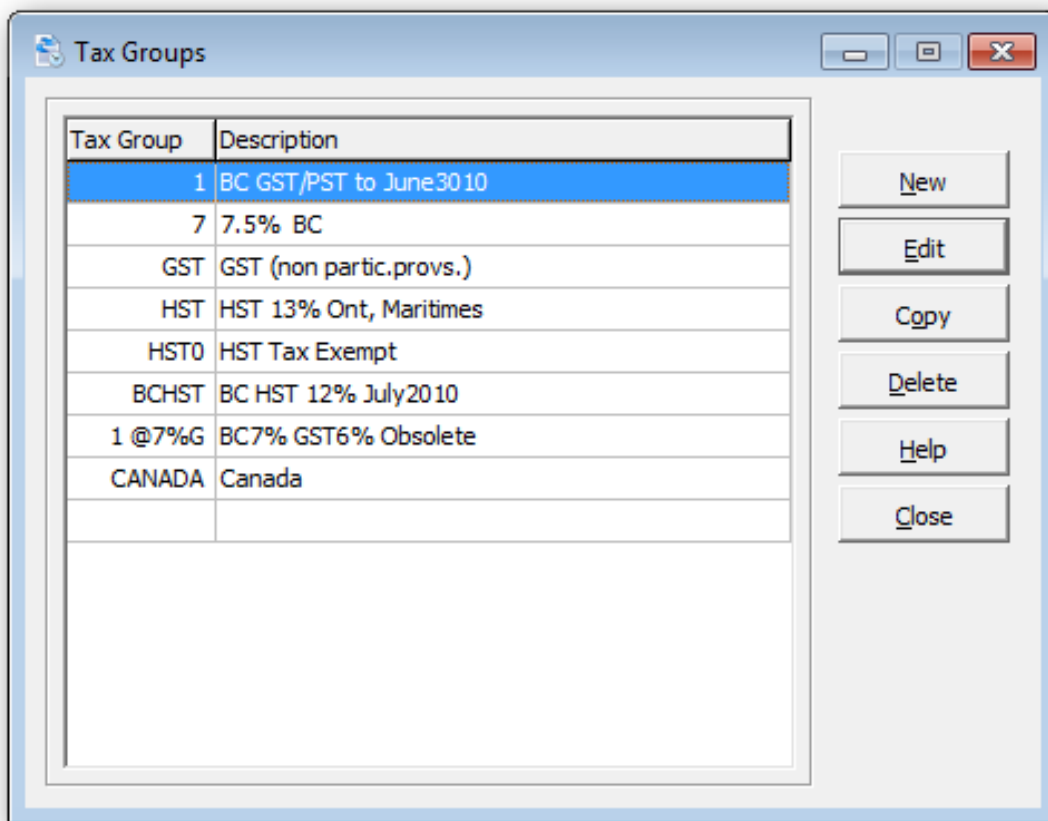 Tax Groups
Tax Group Description
1 BC GST/PST to June3010
7 7.5% BC
GST GST (non partic.provs.)
HST HST 13% Ont, Maritimes
HST0 HST Tax Exempt
BCHST BC HST 12% July2010
1 @7%G BC7% GST6% Obsolete
CANADA Canada
New
Edit
Copy
Delete
Help
Close